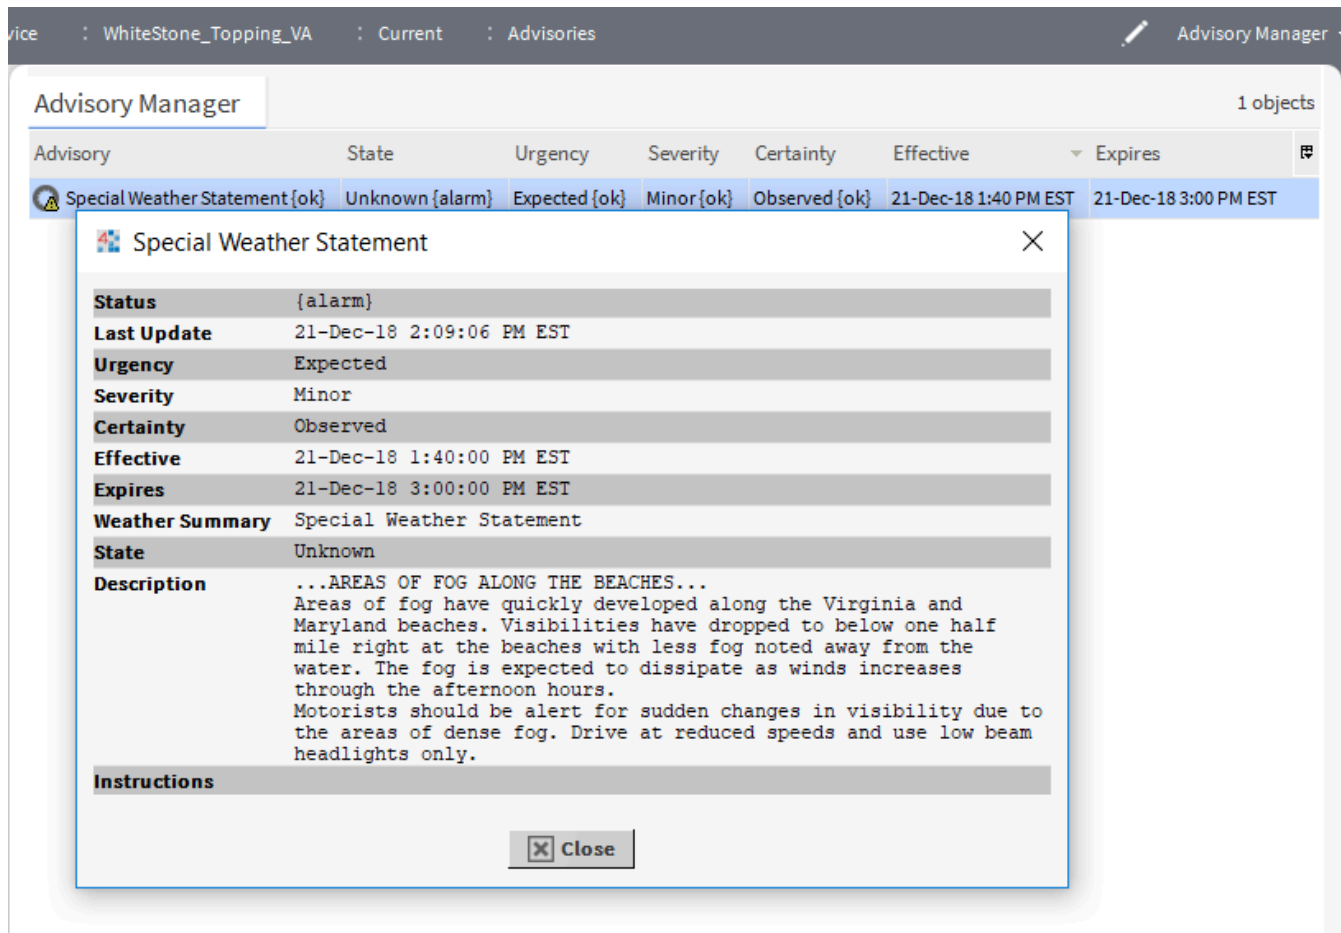 vice : WhiteStone_Topping_VA : Current : Advisories Advisory Manager
Advisory Manager 1 objects
Advisory State Urgency Severity Certainty Effective Expires
Special Weather Statement {ok} Unknown {alarm} Expected {ok} Minor {ok} Observed {ok} 21-Dec-18 1:40 PM EST 21-Dec-18 3:00 PM EST
Special Weather Statement
Status {alarm}
Last Update 21-Dec-18 2:09:06 PM EST
Urgency Expected
Severity Minor
Certainty Observed
Effective 21-Dec-18 1:40:00 PM EST
Expires 21-Dec-18 3:00:00 PM EST
Weather Summary Special Weather Statement
State Unknown
Description ...AREAS OF FOG ALONG THE BEACHES...
Areas of fog have quickly developed along the Virginia and
Maryland beaches. Visibilities have dropped to below one half
mile right at the beaches with less fog noted away from the
water. The fog is expected to dissipate as winds increases
through the afternoon hours.
Motorists should be alert for sudden changes in visibility due to
the areas of dense fog. Drive at reduced speeds and use low beam
headlights only.
Instructions
Close